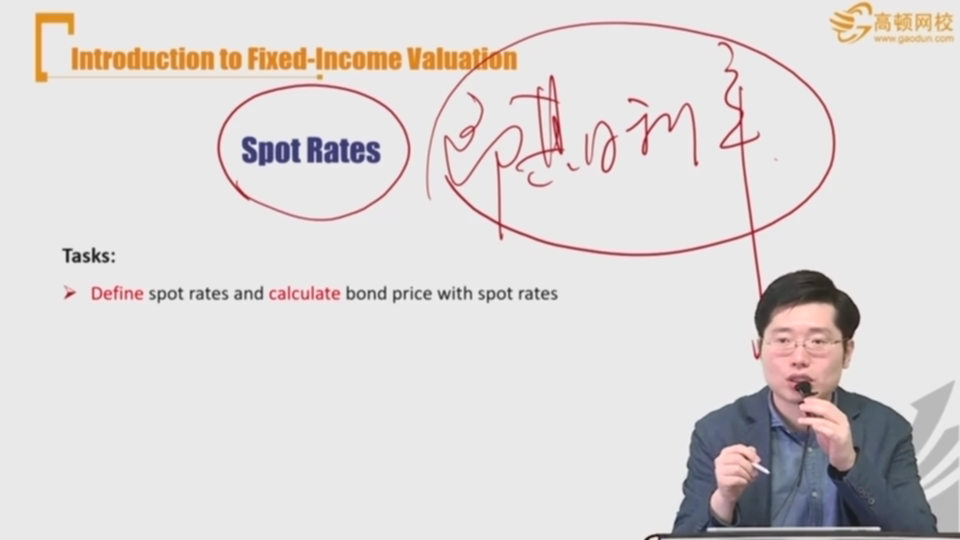 Introduction to Fixed-Income Valuation
高顿网校
www.gaodun.com
Spot Rates
即期利率
Tasks:
➢ Define spot rates and calculate bond price with spot rates